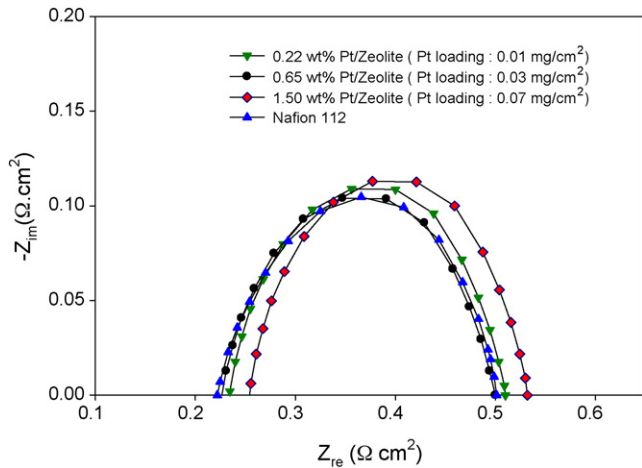 0.20
0.15
0.10
0.05
0.00
-Z_im(Ω.cm²)
0.22 wt% Pt/Zeolite ( Pt loading : 0.01 mg/cm²)
0.65 wt% Pt/Zeolite ( Pt loading : 0.03 mg/cm²)
1.50 wt% Pt/Zeolite ( Pt loading : 0.07 mg/cm²)
Nafion 112
0.1 0.2 0.3 0.4 0.5 0.6
Z_re (Ω cm²)